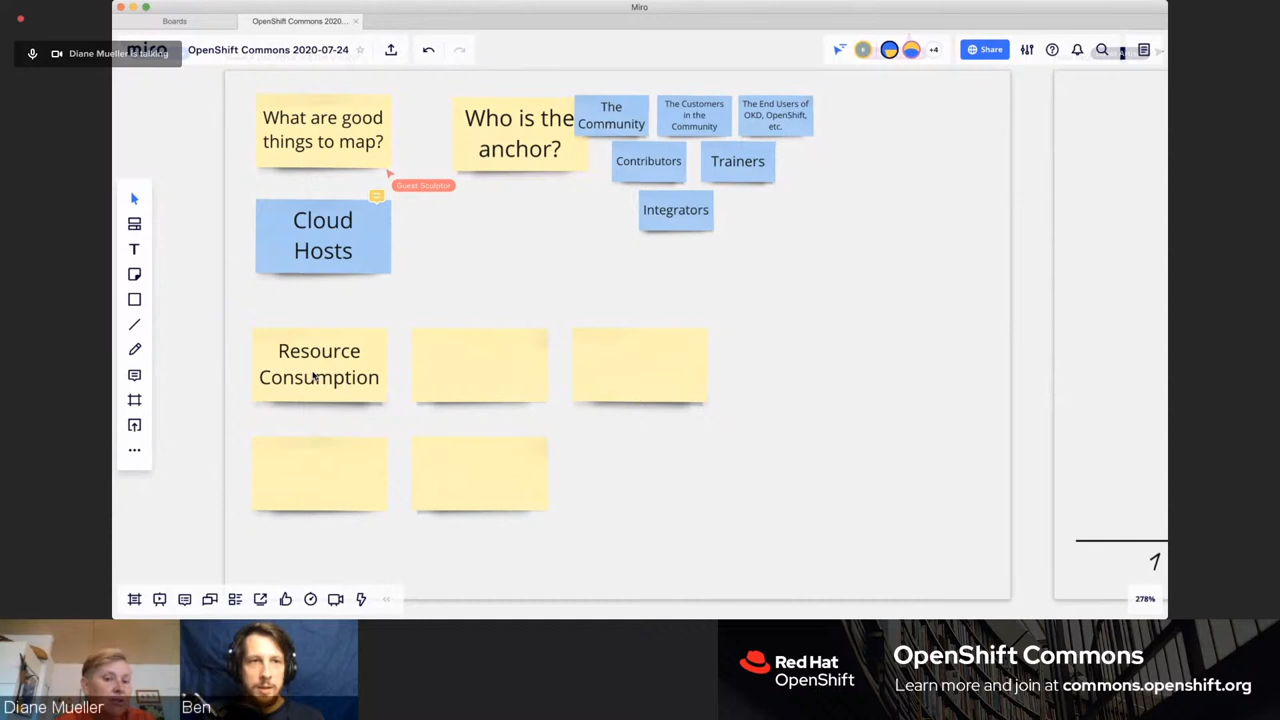 Miro
Boards
OpenShift Commons 2020...
miro
Diane Mueller is talking
OpenShift Commons 2020-07-24
+4
Share
What are good
things to map?
Who is the
anchor?
The
Community
The Customers
in the
Community
The End Users of
OKD, OpenShift,
etc.
Contributors
Trainers
Integrators
Guest Sculptor
Cloud
Hosts
Resource
Consumption
1
278%
Diane Mueller
Ben
Red Hat
OpenShift
OpenShift Commons
Learn more and join at commons.openshift.org